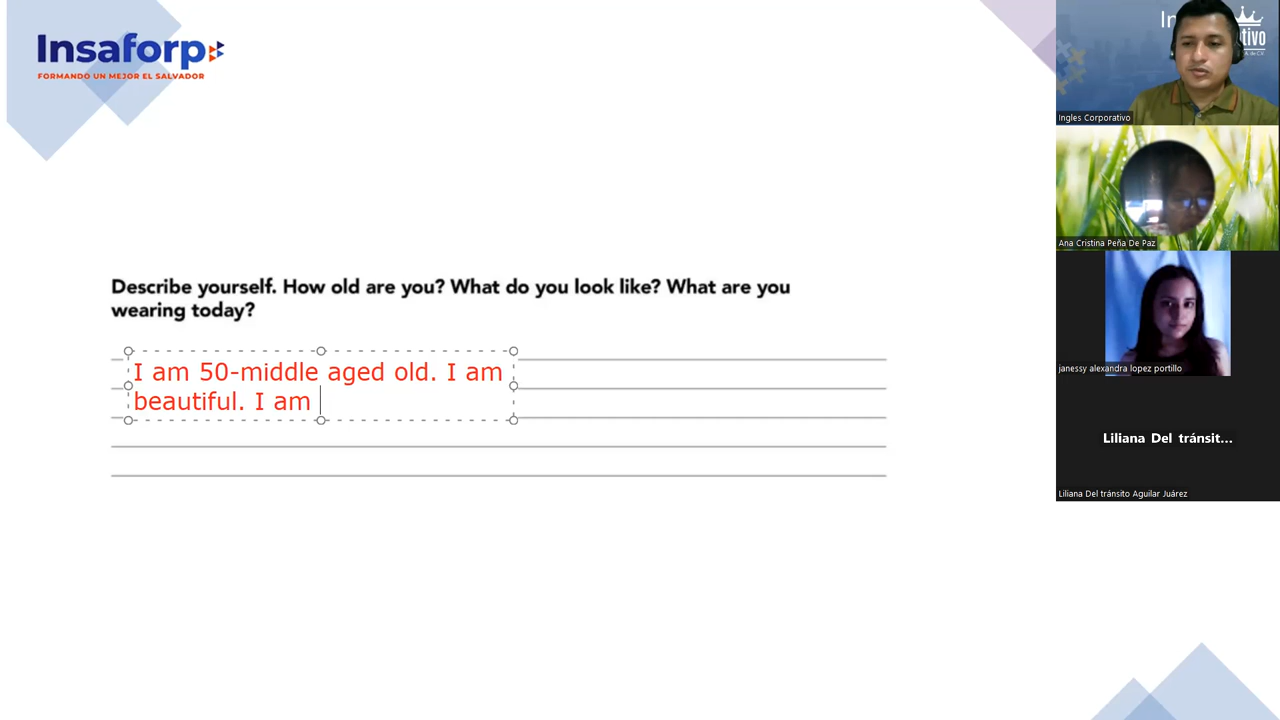 Insaforp
FORMANDO UN MEJOR EL SALVADOR
Describe yourself. How old are you? What do you look like? What are you
wearing today?
I am 50-middle aged old. I am
beautiful. I am
Ingles Corporativo
Ana Cristina Peña De Paz
janessy alexandra lopez portillo
Liliana Del tránsit...
Liliana Del tránsito Aguilar Juárez